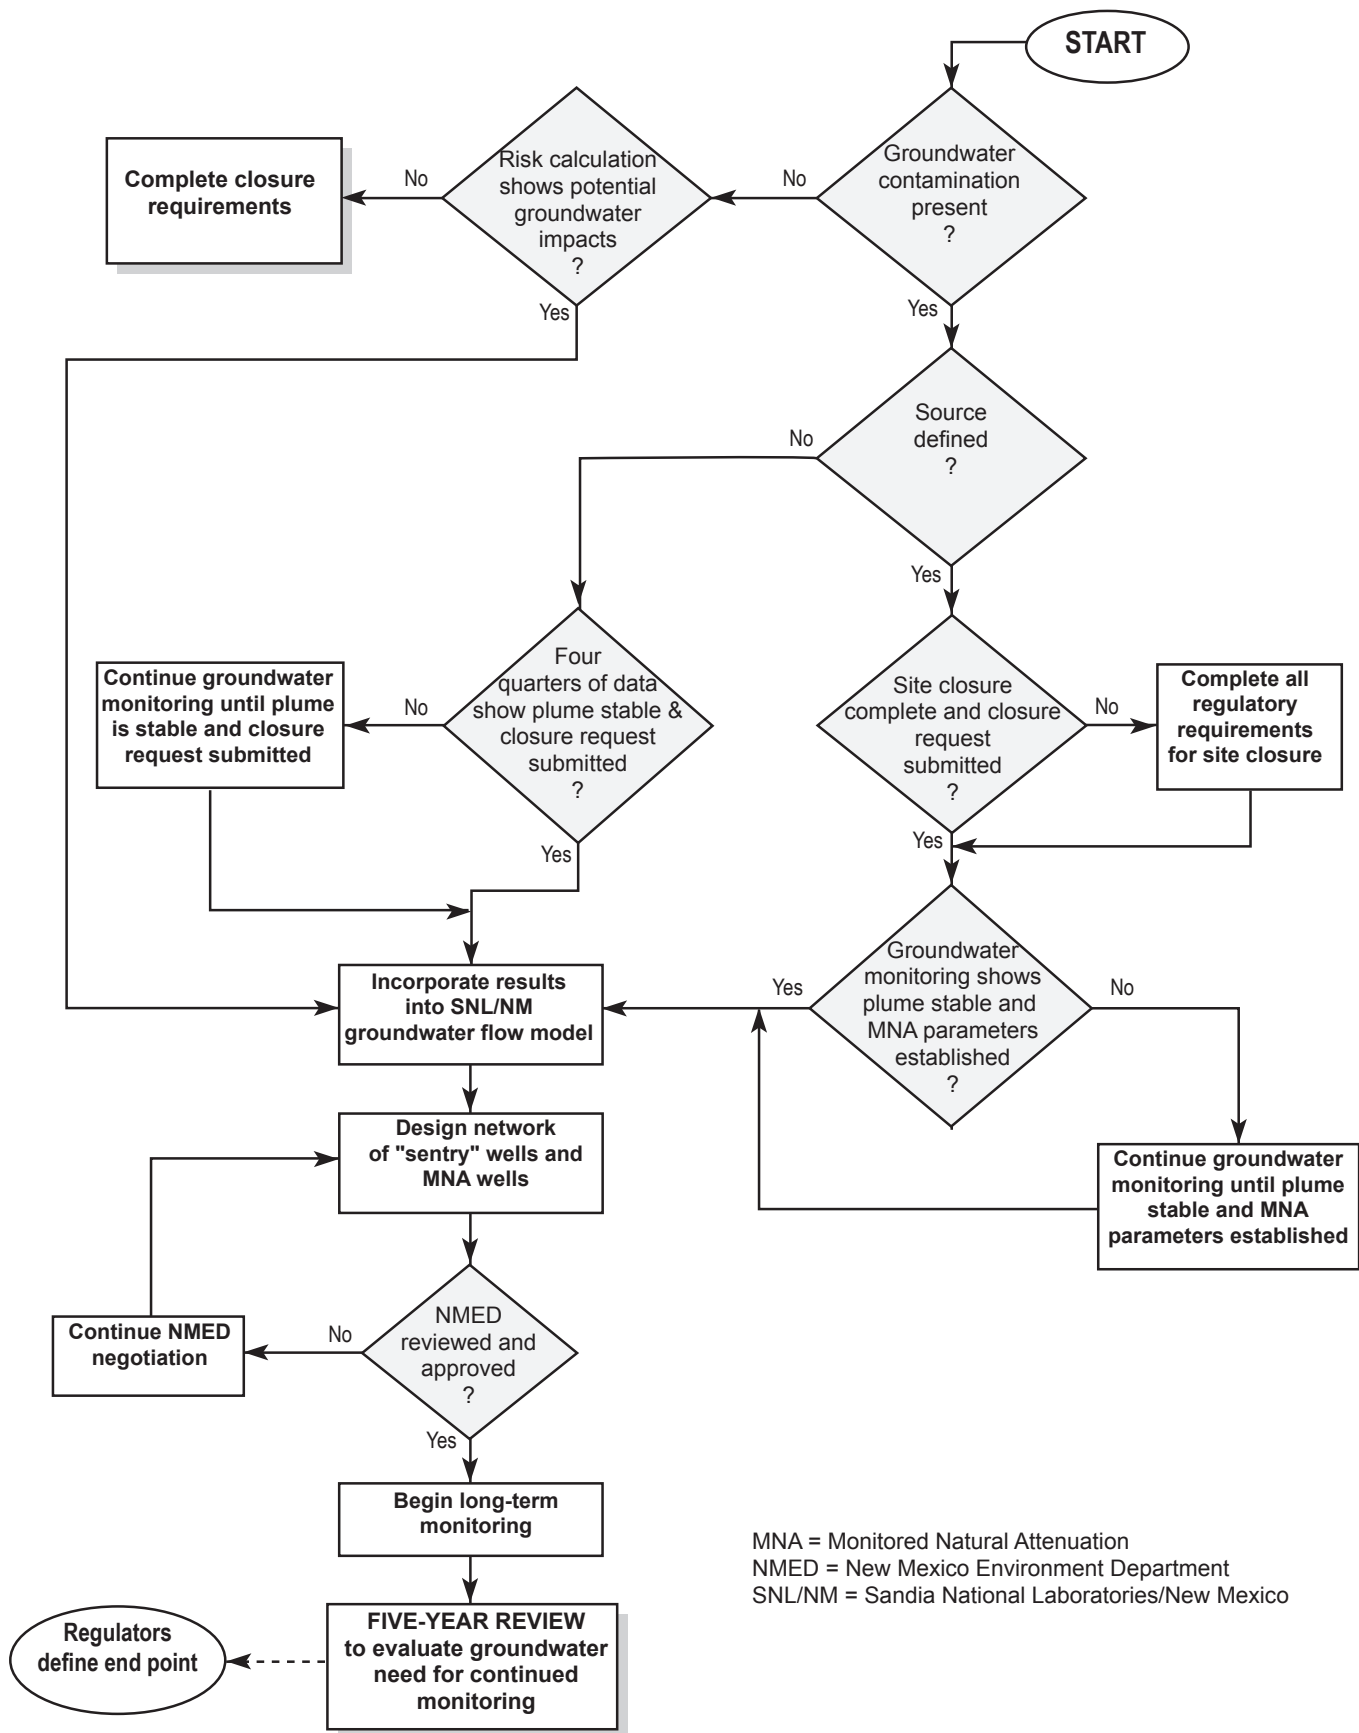 START
Groundwater
contamination
present
?
No
Yes
Risk calculation
shows potential
groundwater
impacts
?
No
Yes
Complete closure
requirements
Source
defined
?
No
Yes
Four
quarters of data
show plume stable &
closure request
submitted
?
No
Yes
Continue groundwater
monitoring until plume
is stable and closure
request submitted
Site closure
complete and closure
request
submitted
?
No
Yes
Complete all
regulatory
requirements
for site closure
Groundwater
monitoring shows
plume stable and
MNA parameters
established
?
Yes
No
Continue groundwater
monitoring until plume
stable and MNA
parameters established
Incorporate results
into SNL/NM
groundwater flow model
Design network
of "sentry" wells and
MNA wells
NMED
reviewed and
approved
?
No
Yes
Continue NMED
negotiation
Begin long-term
monitoring
FIVE-YEAR REVIEW
to evaluate groundwater
need for continued
monitoring
Regulators
define end point
MNA = Monitored Natural Attenuation
NMED = New Mexico Environment Department
SNL/NM = Sandia National Laboratories/New Mexico